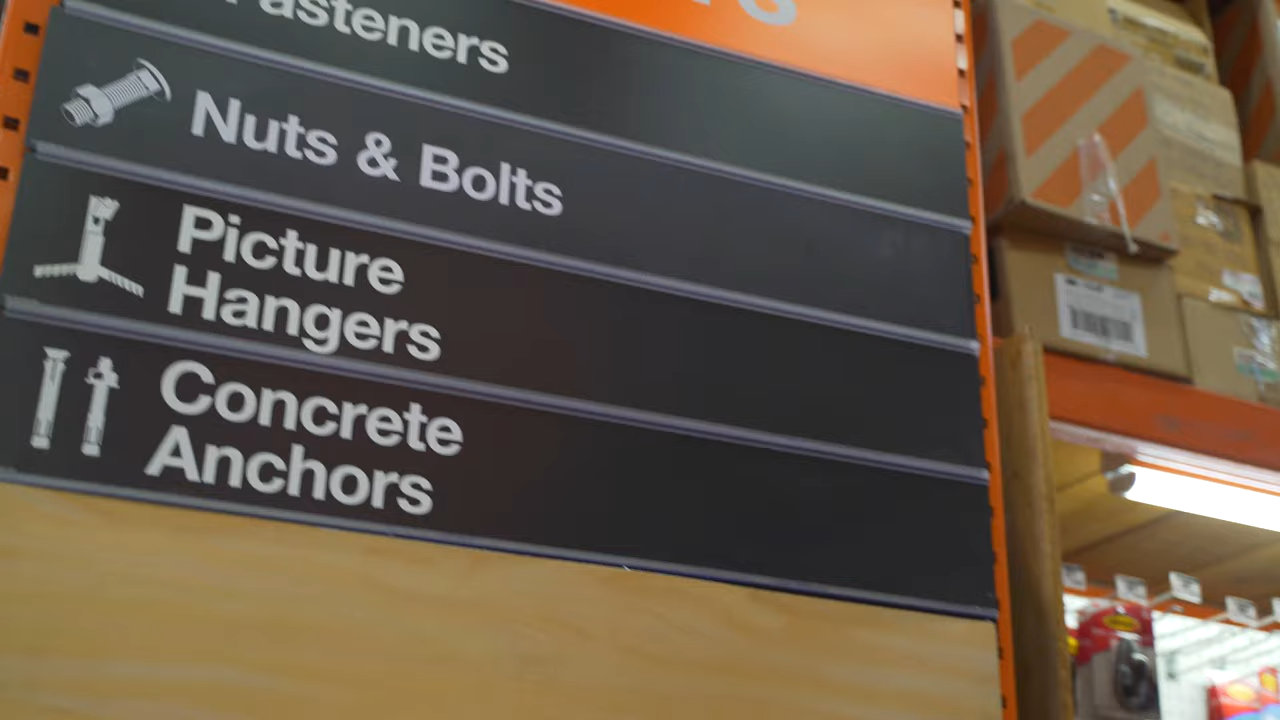 Fasteners
Nuts & Bolts
Picture
Hangers
Concrete
Anchors